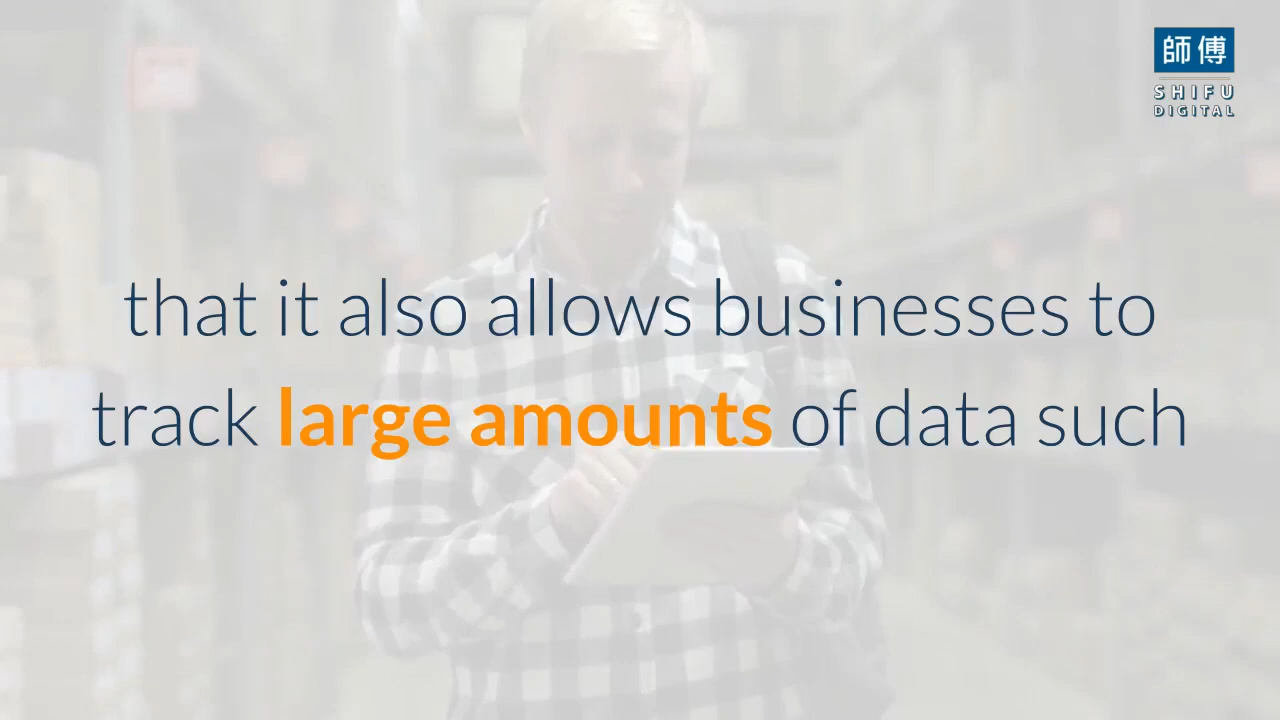 師傅
SHIFU
DIGITAL
that it also allows businesses to
track large amounts of data such